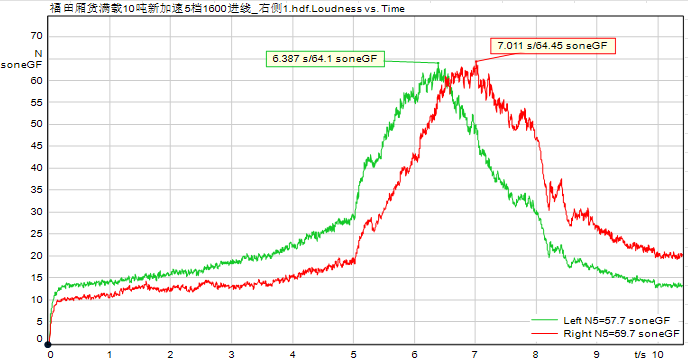 福田厢货满载10吨新加速5档1600进线_右侧1.hdf.Loudness vs. Time
70
N
soneGF
60
55
50
45
40
35
30
25
20
15
10
5
0
6.387 s/64.1 soneGF
7.011 s/64.45 soneGF
Left N5=57.7 soneGF
Right N5=59.7 soneGF
0 1 2 3 4 5 6 7 8 9 t/s 10